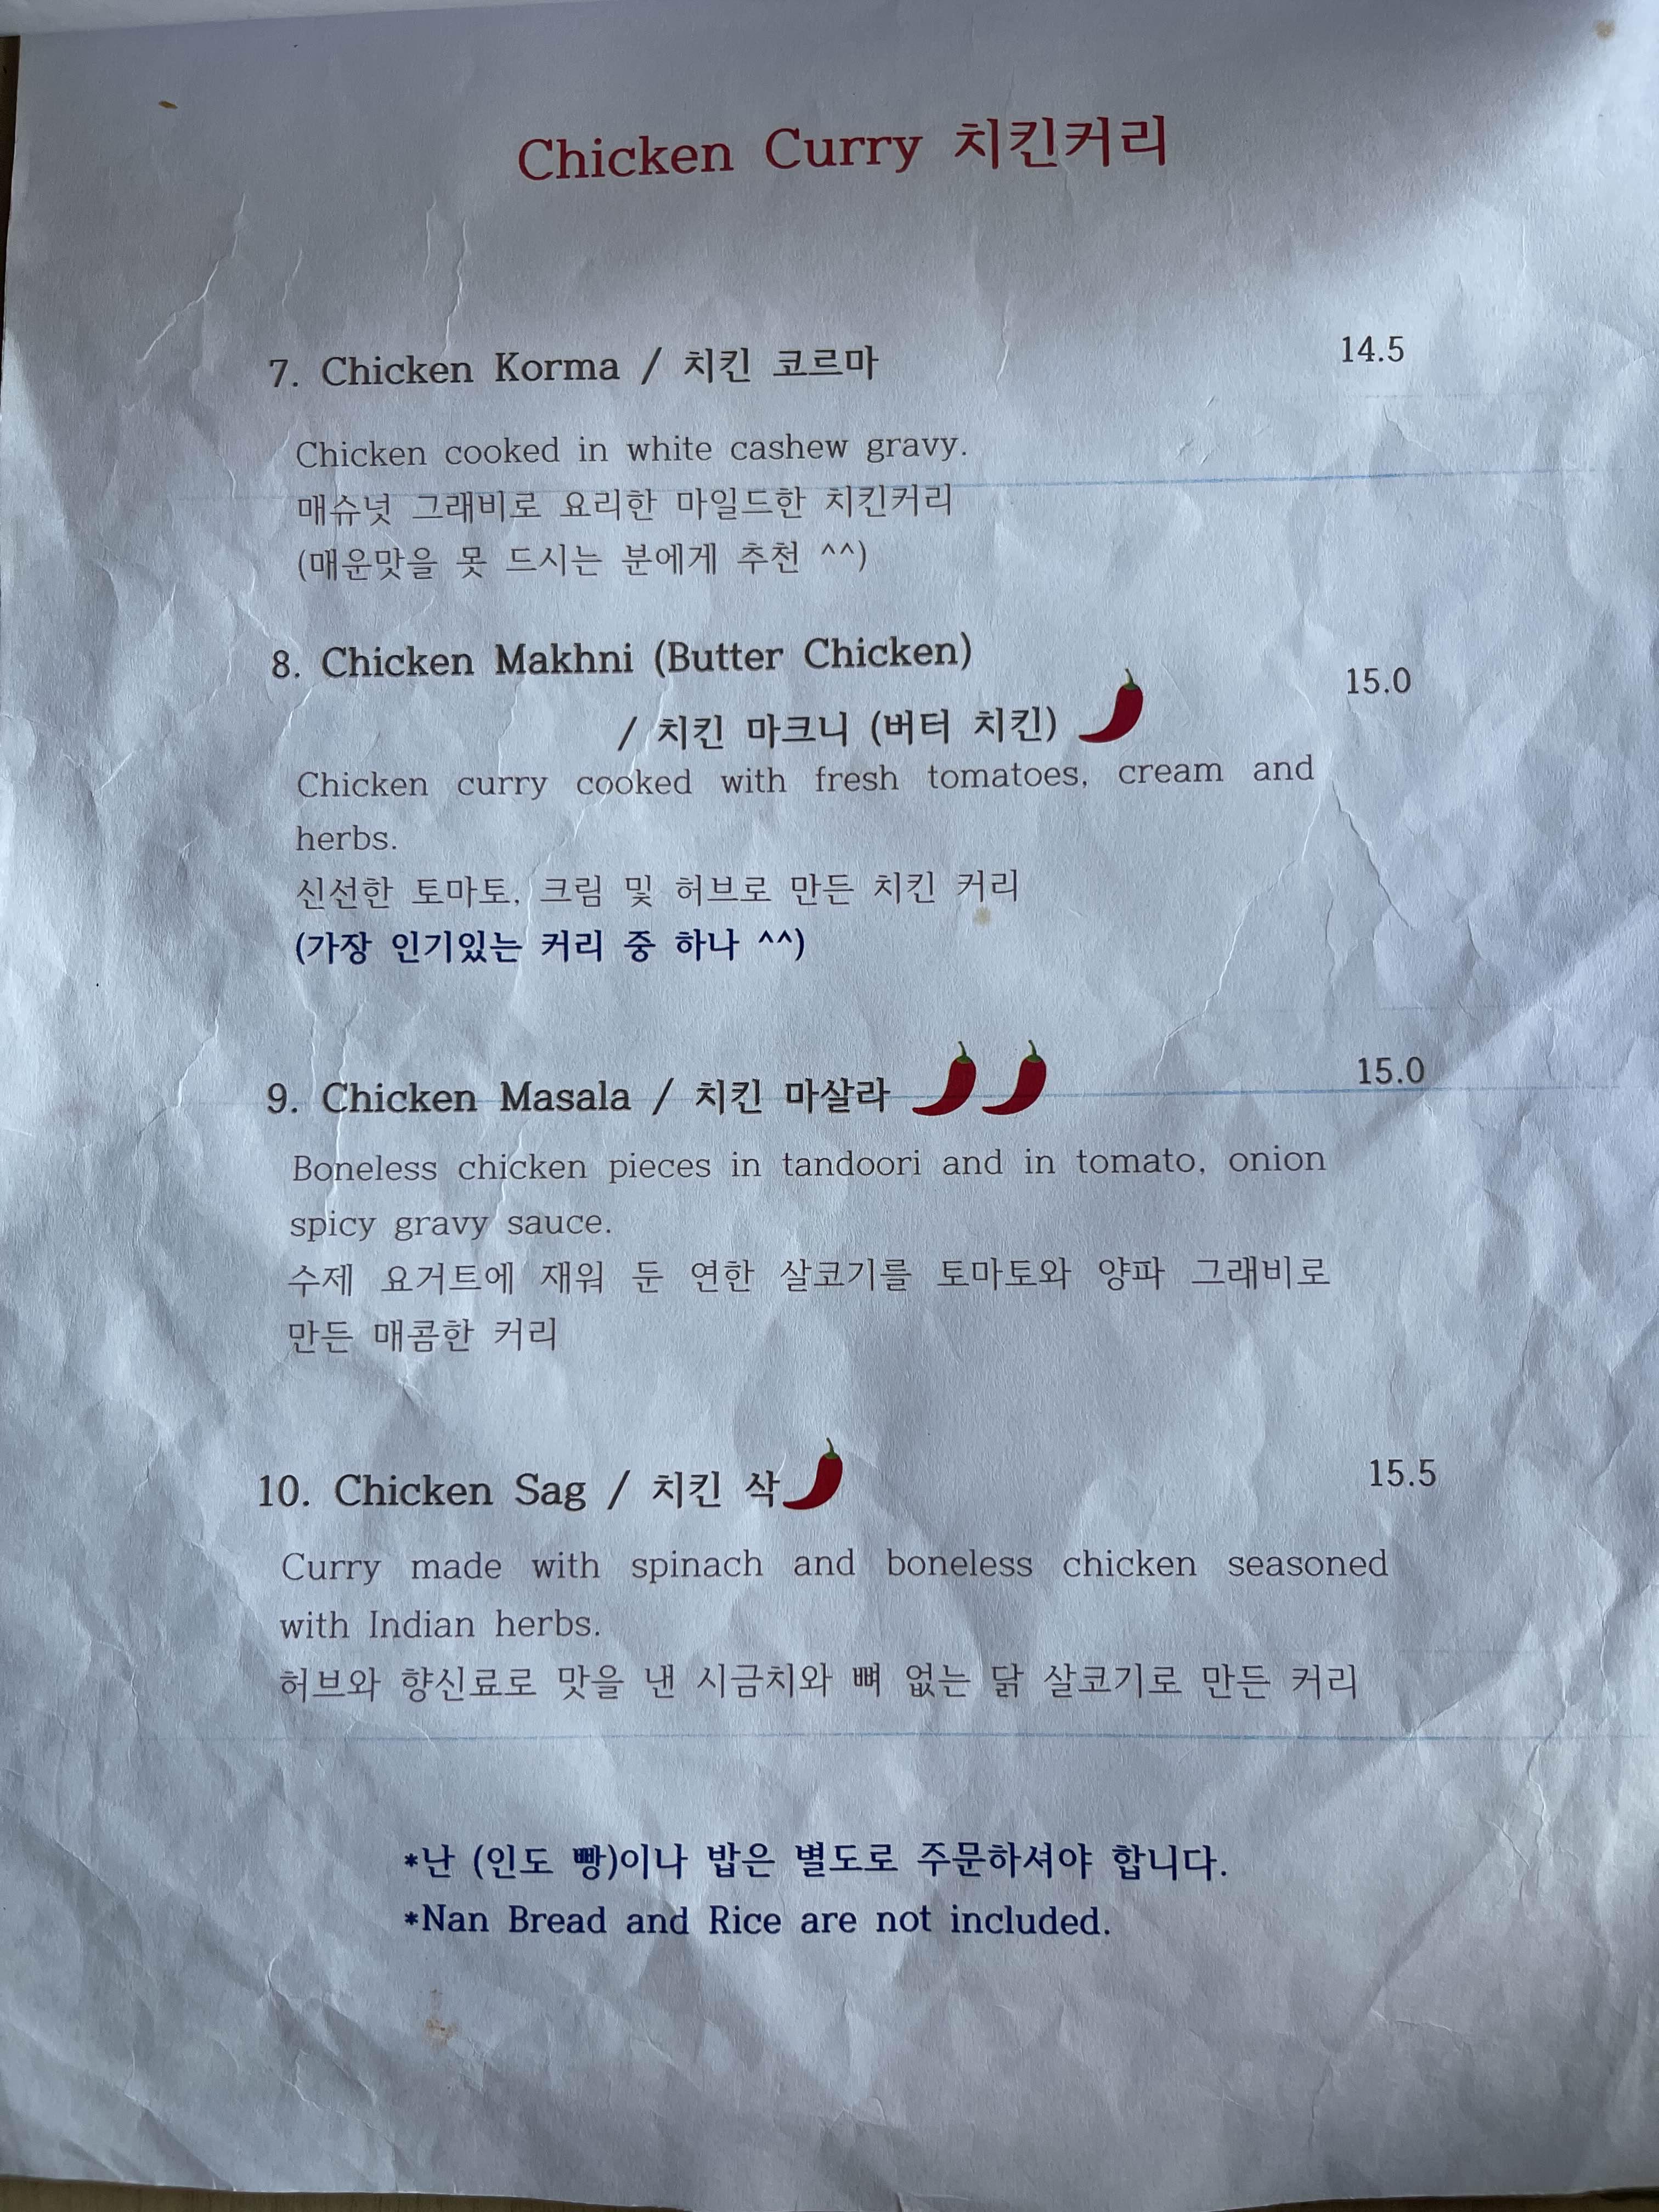 Chicken Curry 치킨커리
7. Chicken Korma / 치킨 코르마 14.5
Chicken cooked in white cashew gravy.
매슈넛 그래비로 요리한 마일드한 치킨커리
(매운맛을 못 드시는 분에게 추천 ^^)
8. Chicken Makhni (Butter Chicken)
/ 치킨 마크니 (버터 치킨) 15.0
Chicken curry cooked with fresh tomatoes, cream and
herbs.
신선한 토마토, 크림 및 허브로 만든 치킨 커리
(가장 인기있는 커리 중 하나 ^^)
9. Chicken Masala / 치킨 마살라 15.0
Boneless chicken pieces in tandoori and in tomato, onion
spicy gravy sauce.
수제 요거트에 재워 둔 연한 살코기를 토마토와 양파 그래비로
만든 매콤한 커리
10. Chicken Sag / 치킨 삭 15.5
Curry made with spinach and boneless chicken seasoned
with Indian herbs.
허브와 향신료로 맛을 낸 시금치와 뼈 없는 닭 살코기로 만든 커리
*난 (인도 빵)이나 밥은 별도로 주문하셔야 합니다.
*Nan Bread and Rice are not included.